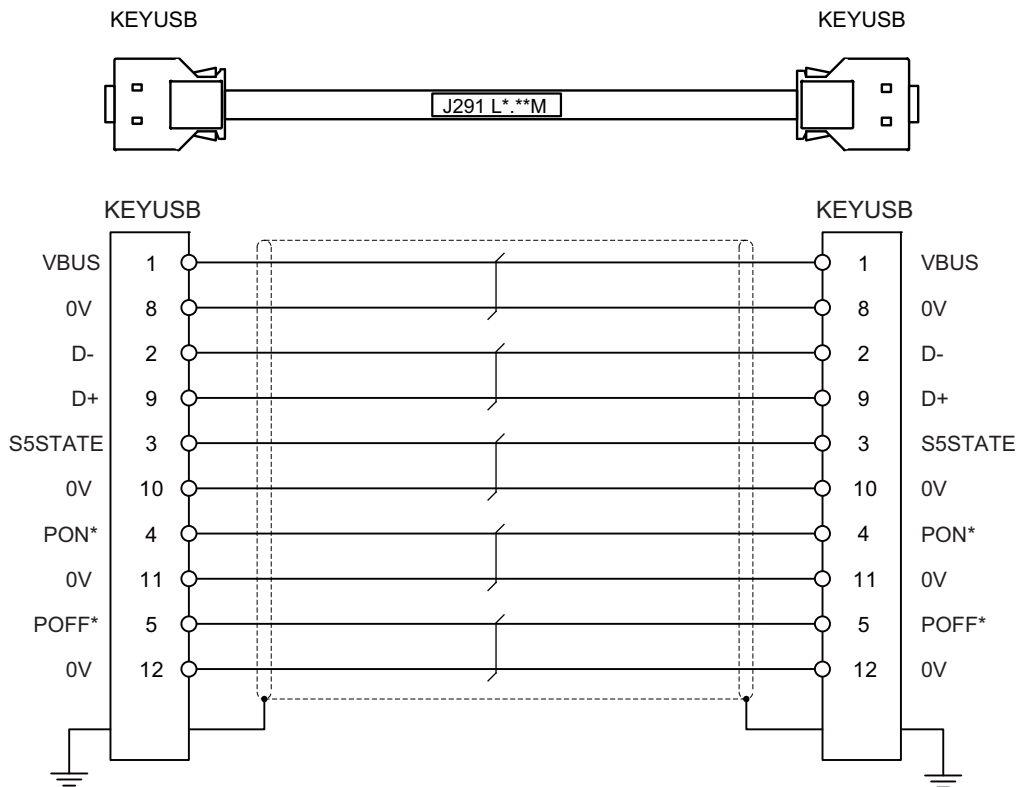 KEYUSB KEYUSB
J291 L*.**M
KEYUSB KEYUSB
VBUS 1 1 VBUS
0V 8 8 0V
D- 2 2 D-
D+ 9 9 D+
S5STATE 3 3 S5STATE
0V 10 10 0V
PON* 4 4 PON*
0V 11 11 0V
POFF* 5 5 POFF*
0V 12 12 0V